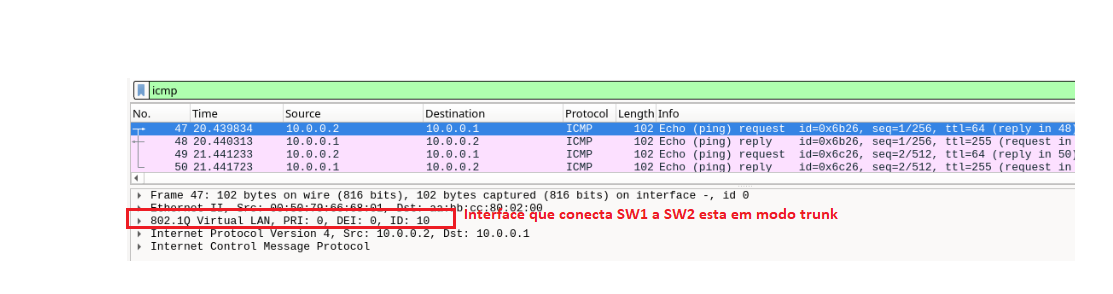 icmp
No. Time Source Destination Protocol Length Info
47 20.439834 10.0.0.2 10.0.0.1 ICMP 102 Echo (ping) request id=0x6b26, seq=1/256, ttl=64 (reply in 48)
48 20.440313 10.0.0.1 10.0.0.2 ICMP 102 Echo (ping) reply id=0x6b26, seq=1/256, ttl=255 (request in
49 21.441233 10.0.0.2 10.0.0.1 ICMP 102 Echo (ping) request id=0x6c26, seq=2/512, ttl=64 (reply in 50)
50 21.441723 10.0.0.1 10.0.0.2 ICMP 102 Echo (ping) reply id=0x6c26, seq=2/512, ttl=255 (request in
Frame 47: 102 bytes on wire (816 bits), 102 bytes captured (816 bits) on interface -, id 0
Ethernet II, Src: 00:50:79:66:68:01, Dst: aa:bb:cc:80:02:00
802.1Q Virtual LAN, PRI: 0, DEI: 0, ID: 10
Interface que conecta SW1 a SW2 esta em modo trunk
Internet Protocol Version 4, Src: 10.0.0.2, Dst: 10.0.0.1
Internet Control Message Protocol